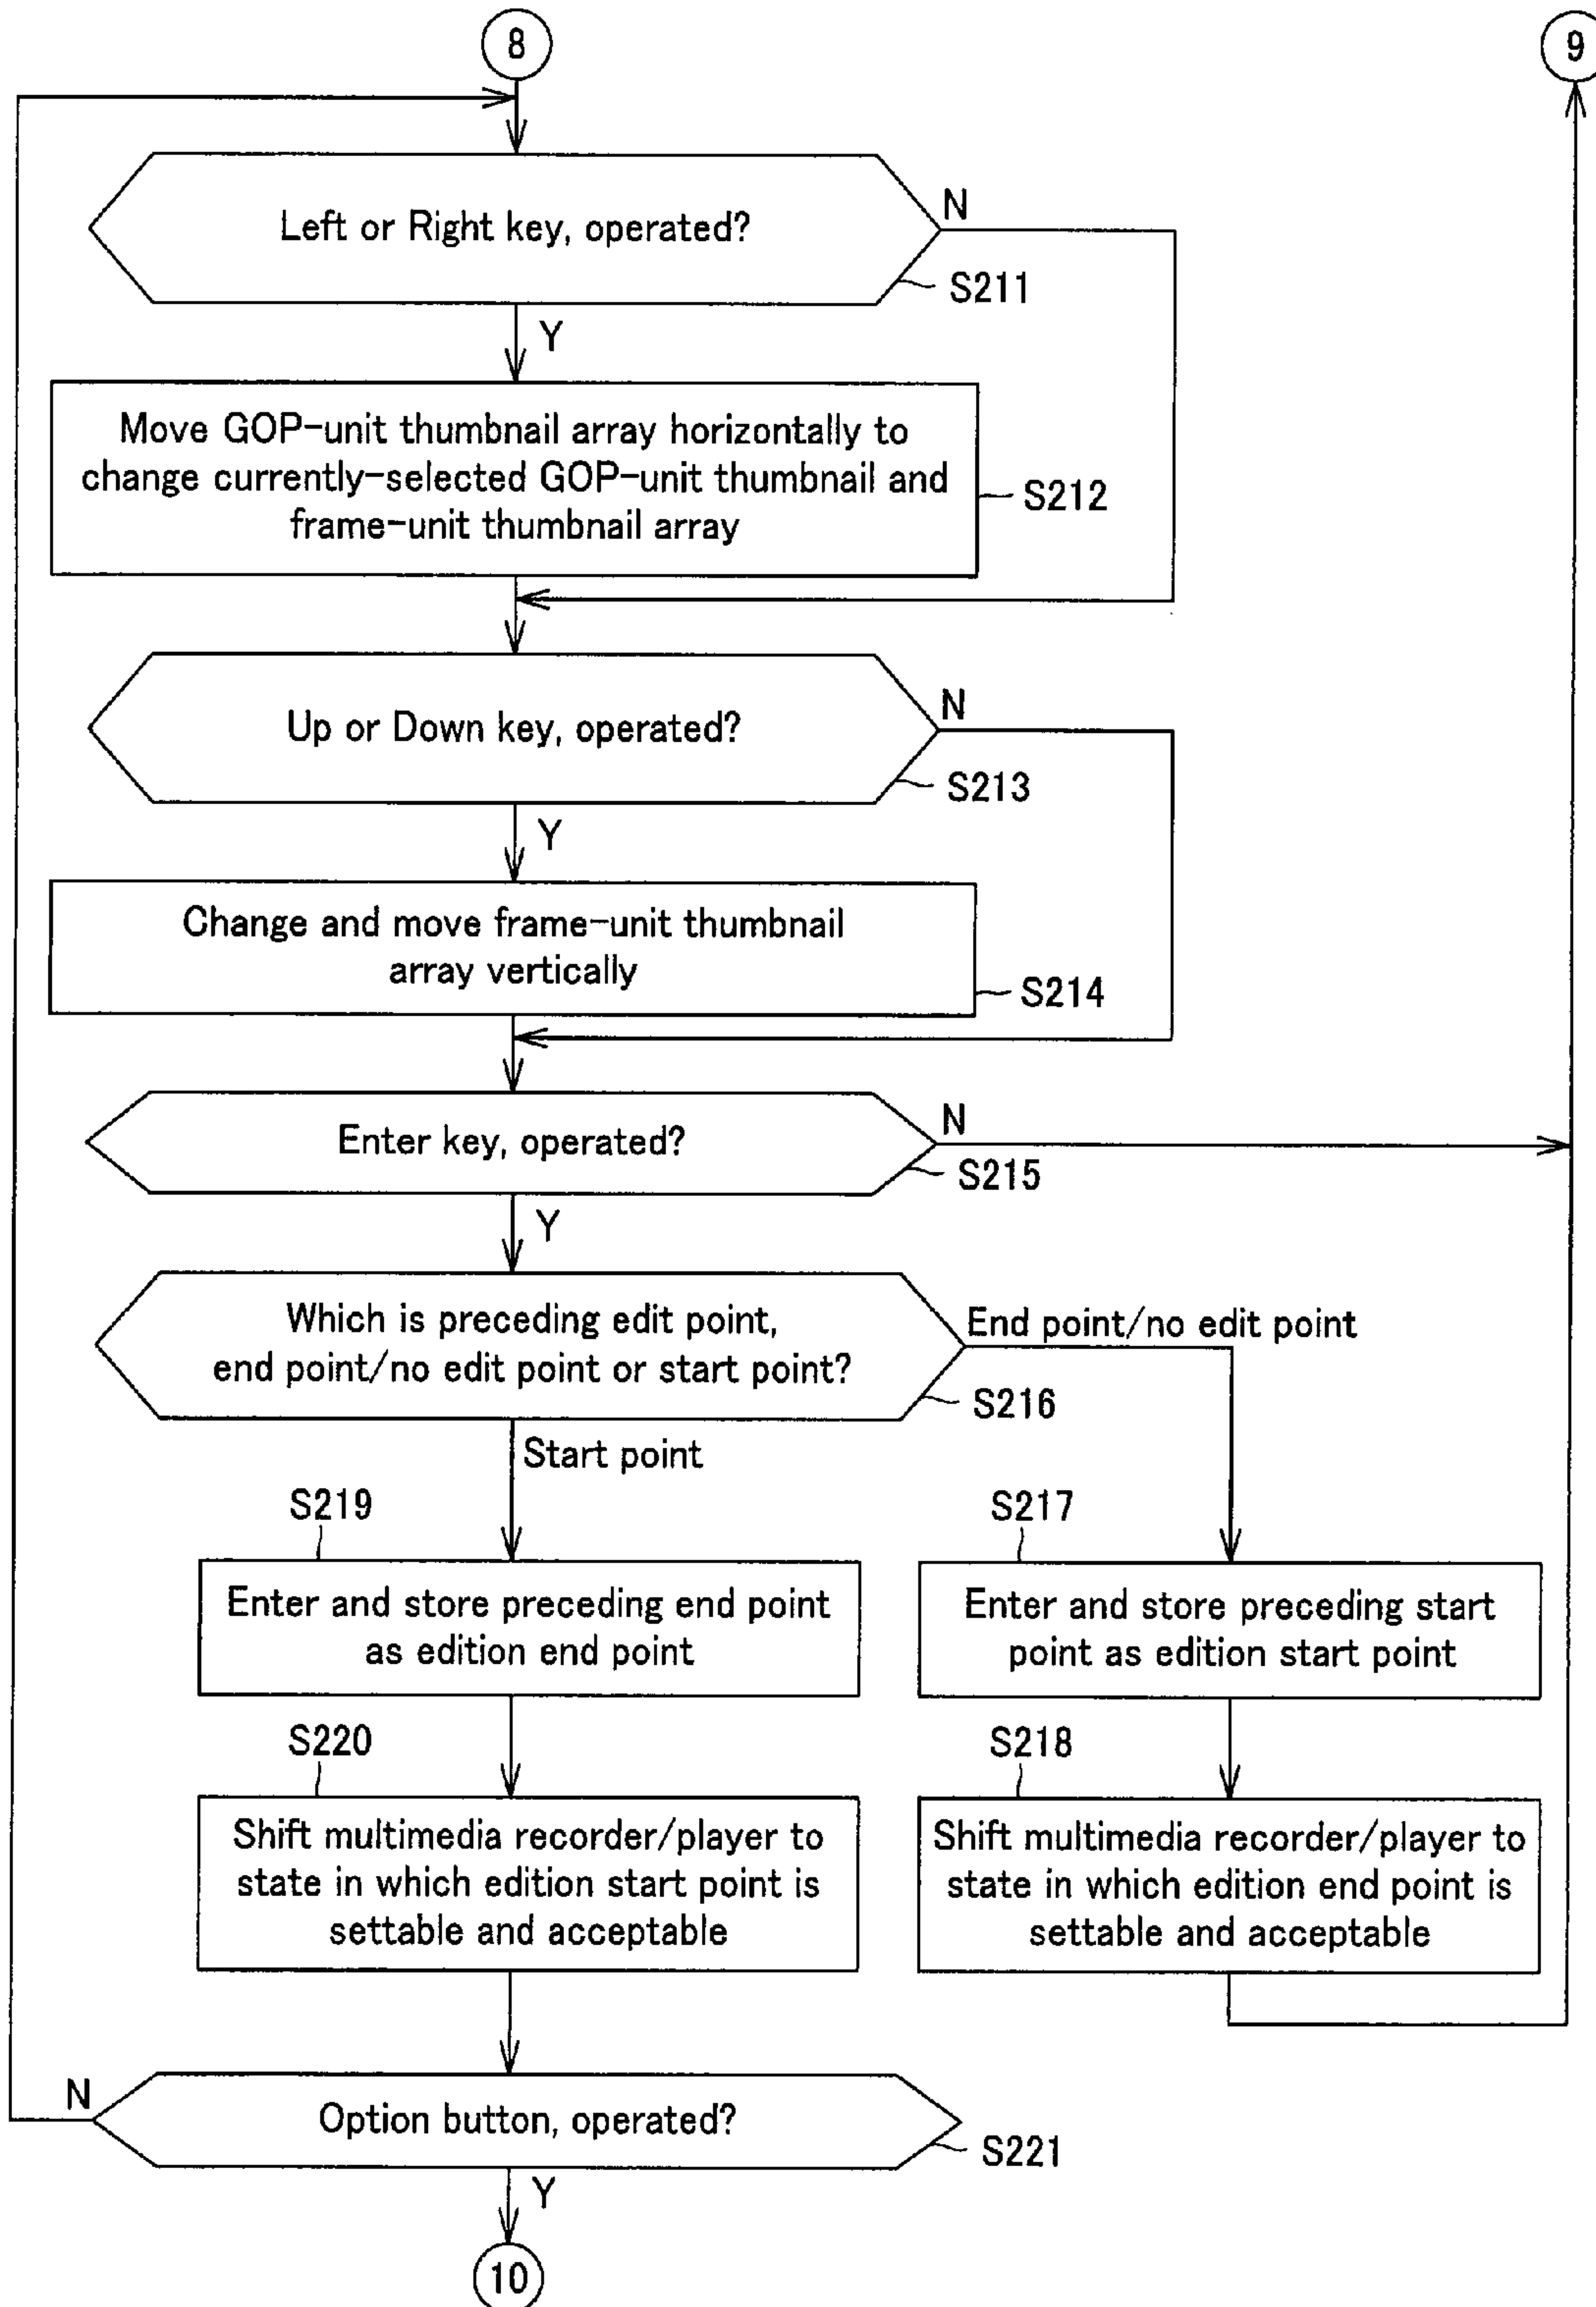 8
9
Left or Right key, operated?
N
S211
Y
Move GOP-unit thumbnail array horizontally to
change currently-selected GOP-unit thumbnail and
frame-unit thumbnail array
S212
Up or Down key, operated?
N
S213
Y
Change and move frame-unit thumbnail
array vertically
S214
Enter key, operated?
N
S215
Y
Which is preceding edit point,
end point/no edit point or start point?
End point/no edit point
S216
Start point
S219
Enter and store preceding end point
as edition end point
S217
Enter and store preceding start
point as edition start point
S220
Shift multimedia recorder/player to
state in which edition start point is
settable and acceptable
S218
Shift multimedia recorder/player to
state in which edition end point is
settable and acceptable
N
Option button, operated?
S221
Y
10